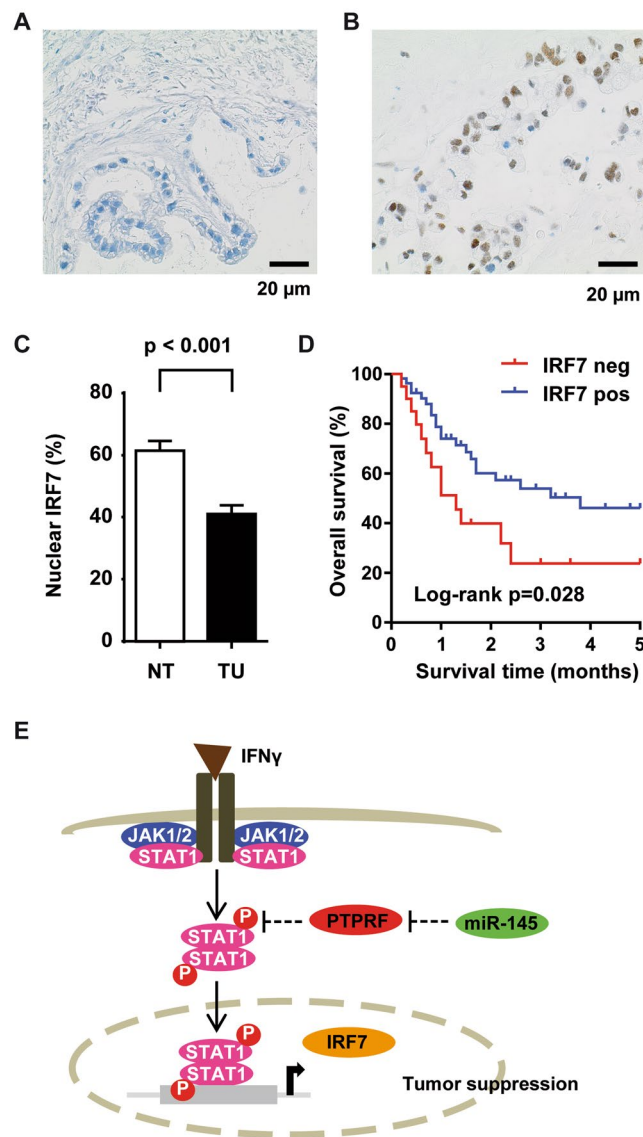 A
B
20 µm
20 µm
C
p < 0.001
Nuclear IRF7 (%)
80
60
40
20
0
NT
TU
D
IRF7 neg
IRF7 pos
Overall survival (%)
100
80
60
40
20
0
Log-rank p=0.028
0
1
2
3
4
5
Survival time (months)
E
IFNγ
JAK1/2
JAK1/2
STAT1
STAT1
P
STAT1
STAT1
P
PTPRF
miR-145
P
STAT1
STAT1
P
IRF7
Tumor suppression